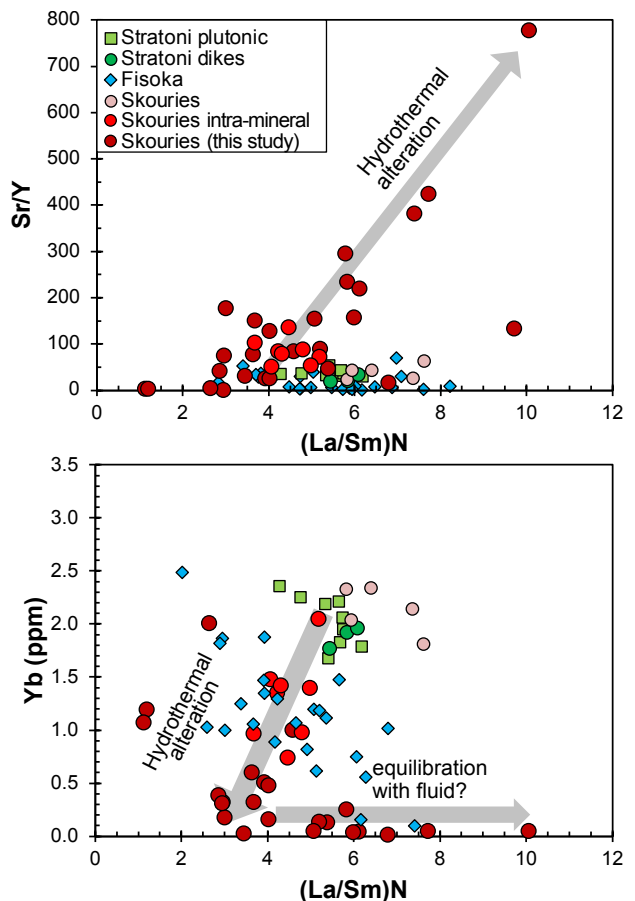 800
700
600
500
400
300
200
100
0
Sr/Y
Stratoni plutonic
Stratoni dikes
Fisoka
Skouries
Skouries intra-mineral
Skouries (this study)
Hydrothermal
alteration
0 2 4 6 8 10 12
(La/Sm)N
3.5
3.0
2.5
2.0
1.5
1.0
0.5
0.0
Yb (ppm)
Hydrothermal
alteration
equilibration
with fluid?
0 2 4 6 8 10 12
(La/Sm)N